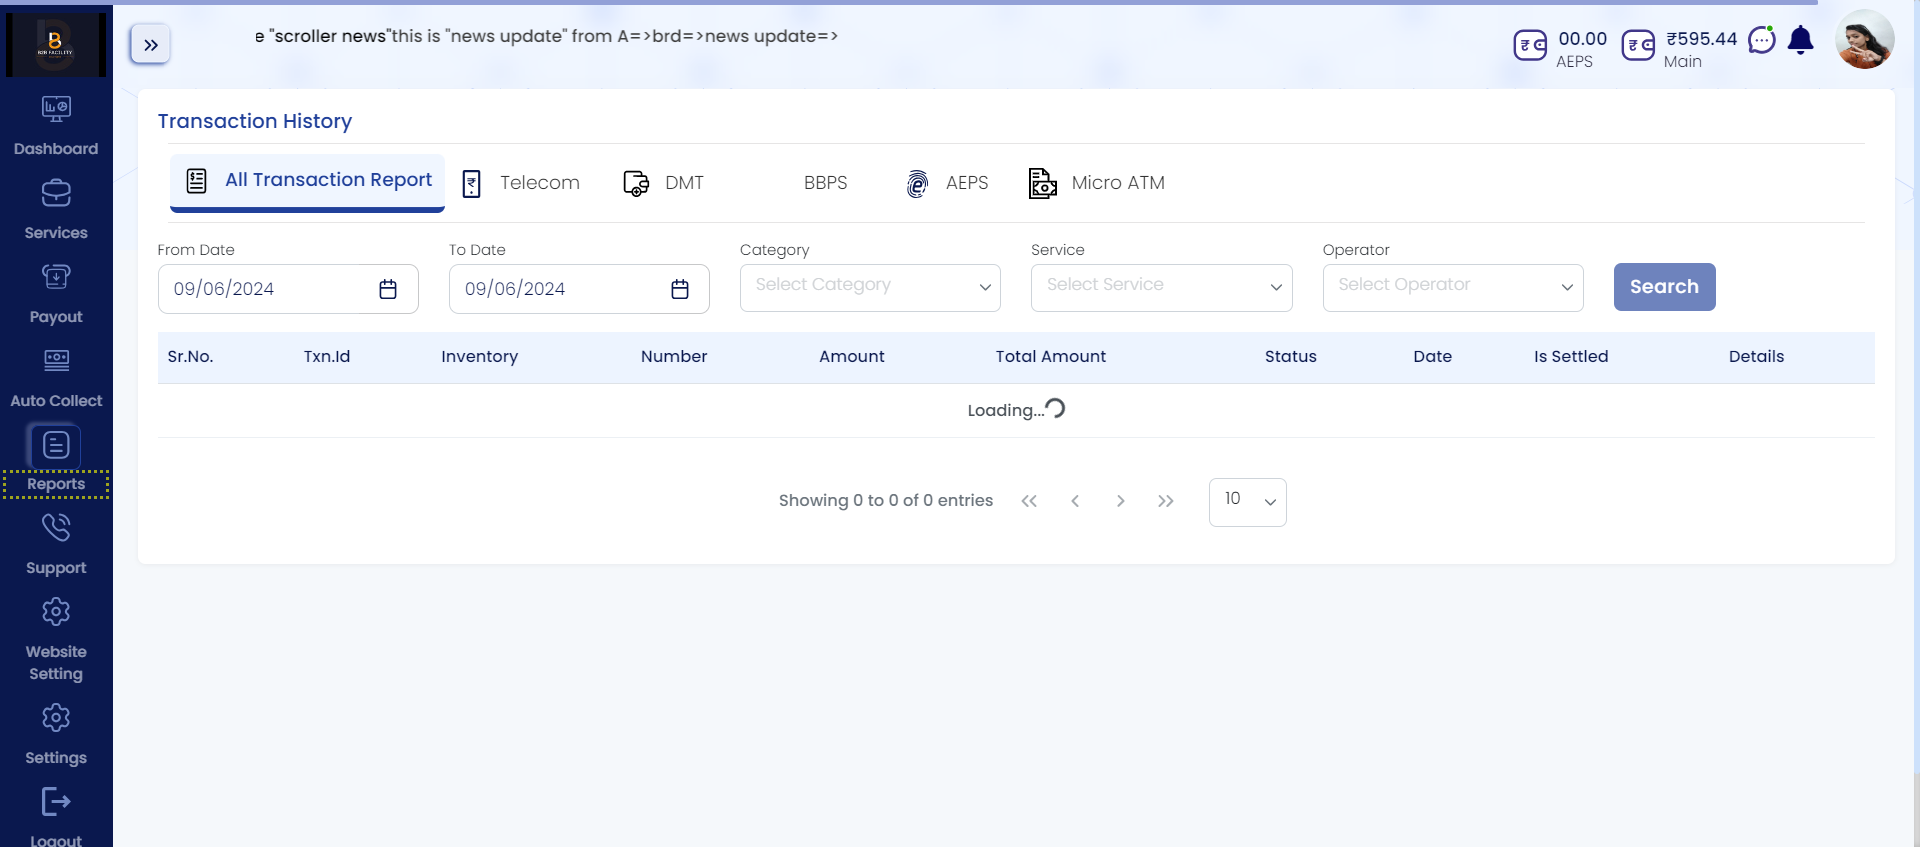 B2B FACILITY
e "scroller news"this is "news update" from A=>brd=>news update=>
00.00
AEPS
₹595.44
Main
Dashboard
Services
Payout
Auto Collect
Reports
Support
Website
Setting
Settings
Logout
Transaction History
All Transaction Report
Telecom
DMT
BBPS
AEPS
Micro ATM
From Date
To Date
Category
Service
Operator
09/06/2024
09/06/2024
Select Category
Select Service
Select Operator
Search
Sr.No. Txn.Id Inventory Number Amount Total Amount Status Date Is Settled Details
Loading...
Showing 0 to 0 of 0 entries
10